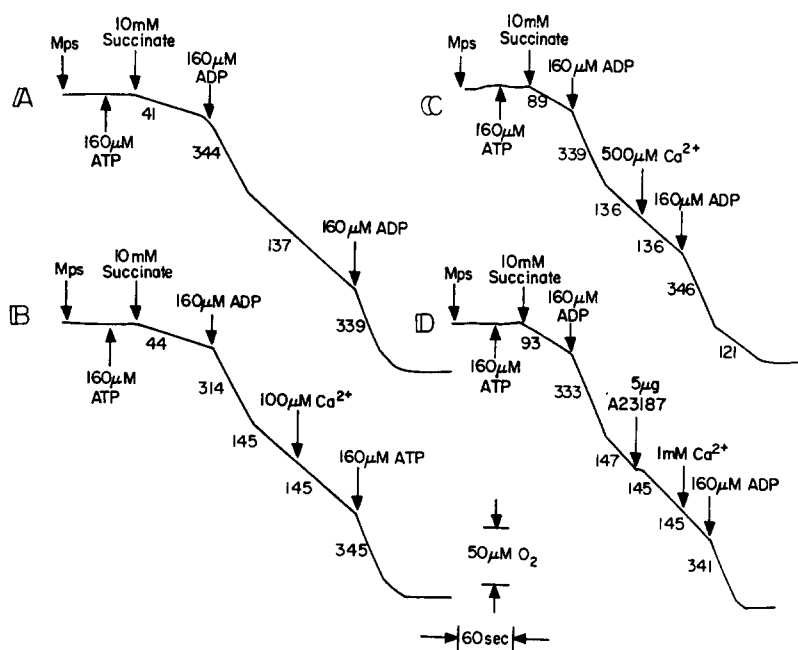 A
Mps
10mM
Succinate
160μM
ADP
160μM
ATP
41
344
137
160μM ADP
339
B
Mps
10mM
Succinate
160μM ADP
160μM
ATP
44
314
145
100μM Ca²⁺
145
160μM ATP
345
C
Mps
10mM
Succinate
160μM ADP
160μM
ATP
89
339
136
500μM Ca²⁺
136
160μM ADP
346
121
D
Mps
10mM
Succinate
160μM
ADP
160μM
ATP
93
333
147
5μg
A23187
145
1mM Ca²⁺
145
160μM ADP
341
50μM O₂
60sec